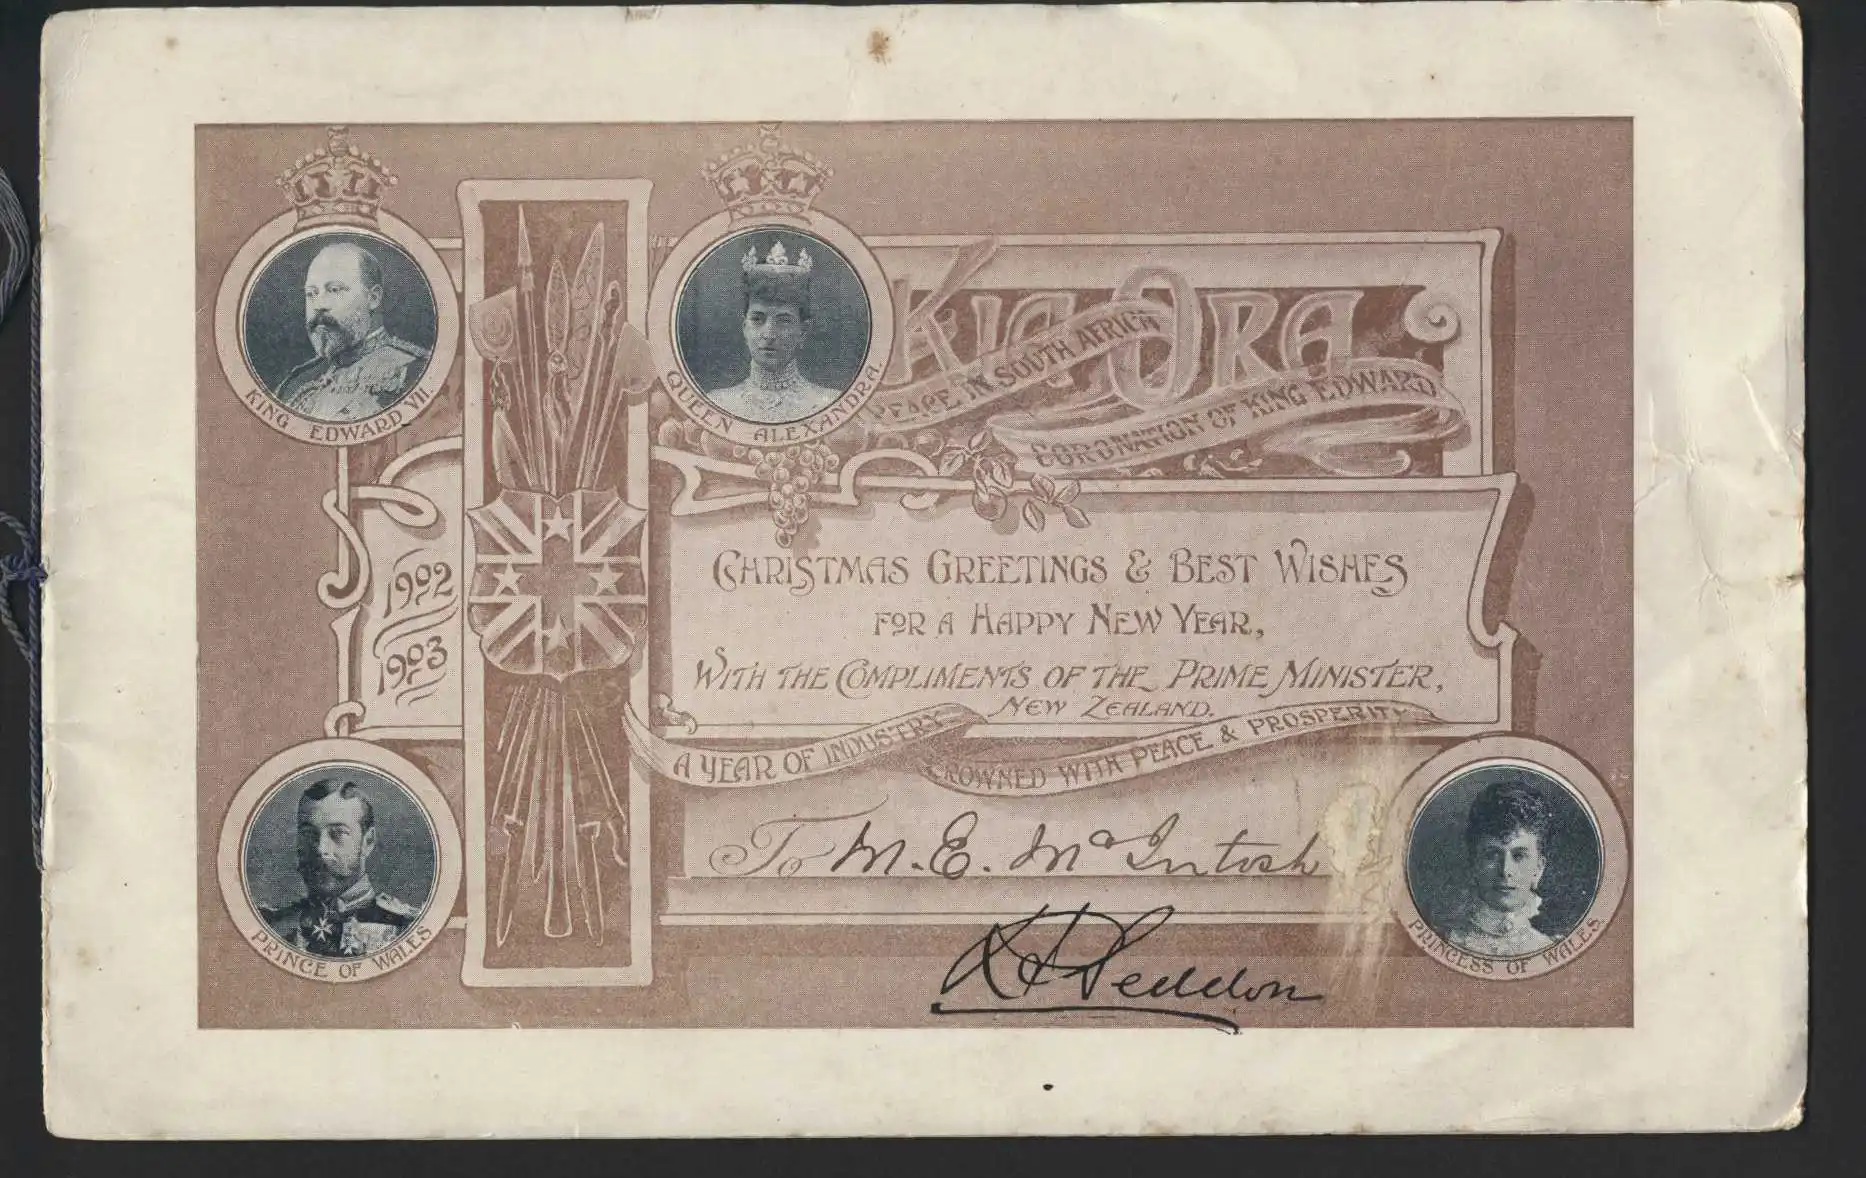 KING EDWARD VII.
QUEEN ALEXANDRA.
KIA ORA
PEACE IN SOUTH AFRICA
CORONATION OF KING EDWARD
1902
1903
CHRISTMAS GREETINGS & BEST WISHES
FOR A HAPPY NEW YEAR,
WITH THE COMPLIMENTS OF THE PRIME MINISTER,
NEW ZEALAND.
A YEAR OF INDUSTRY
CROWNED WITH PEACE & PROSPERITY
To M. E. McIntosh
R J Seddon
PRINCE OF WALES
PRINCESS OF WALES.